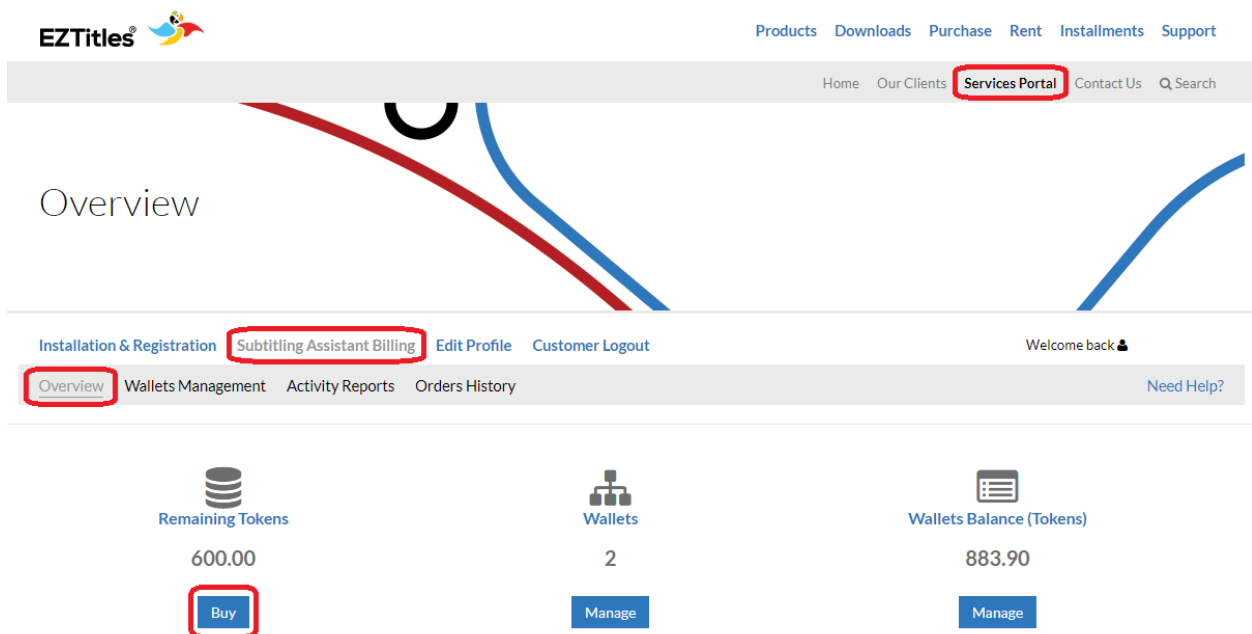 EZTitles®
Products Downloads Purchase Rent Installments Support
Home Our Clients Services Portal Contact Us Search
Overview
Installation & Registration Subtitling Assistant Billing Edit Profile Customer Logout Welcome back
Overview Wallets Management Activity Reports Orders History Need Help?
Remaining Tokens Wallets Wallets Balance (Tokens)
600.00 2 883.90
Buy Manage Manage